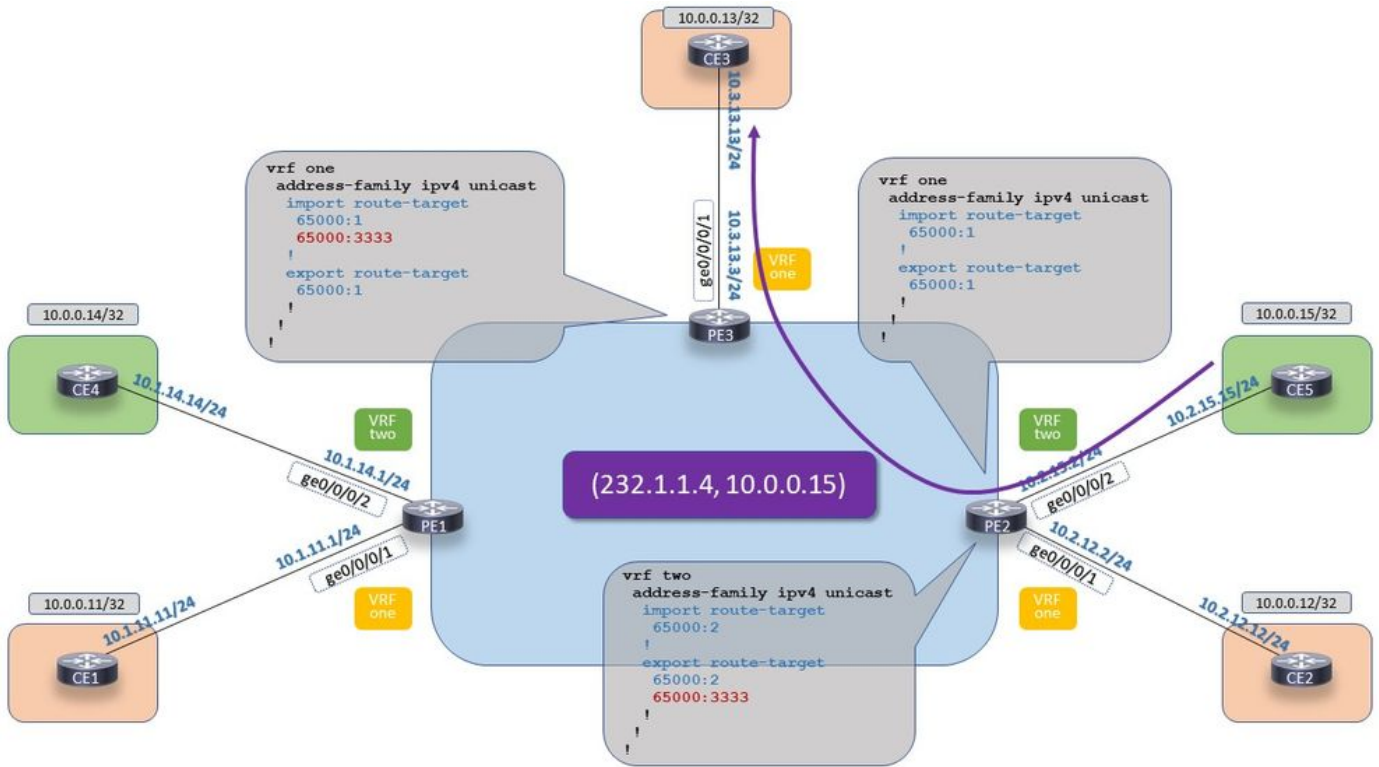 10.0.0.13/32
CE3
10.3.13.13/24
vrf one
address-family ipv4 unicast
import route-target
65000:1
65000:3333
!
export route-target
65000:1
!
!
!
vrf one
address-family ipv4 unicast
import route-target
65000:1
!
export route-target
65000:1
!
!
!
ge0/0/0/1
10.3.13.3/24
VRF
one
PE3
10.0.0.14/32
CE4
10.1.14.14/24
VRF
two
10.1.14.1/24
ge0/0/0/2
PE1
10.1.11.1/24
ge0/0/0/1
VRF
one
10.0.0.11/32
10.1.11.11/24
CE1
(232.1.1.4, 10.0.0.15)
10.0.0.15/32
CE5
10.2.15.15/24
VRF
two
10.2.15.2/24
ge0/0/0/2
PE2
10.2.12.2/24
ge0/0/0/1
VRF
one
10.0.0.12/32
10.2.12.12/24
CE2
vrf two
address-family ipv4 unicast
import route-target
65000:2
!
export route-target
65000:2
65000:3333
!
!
!